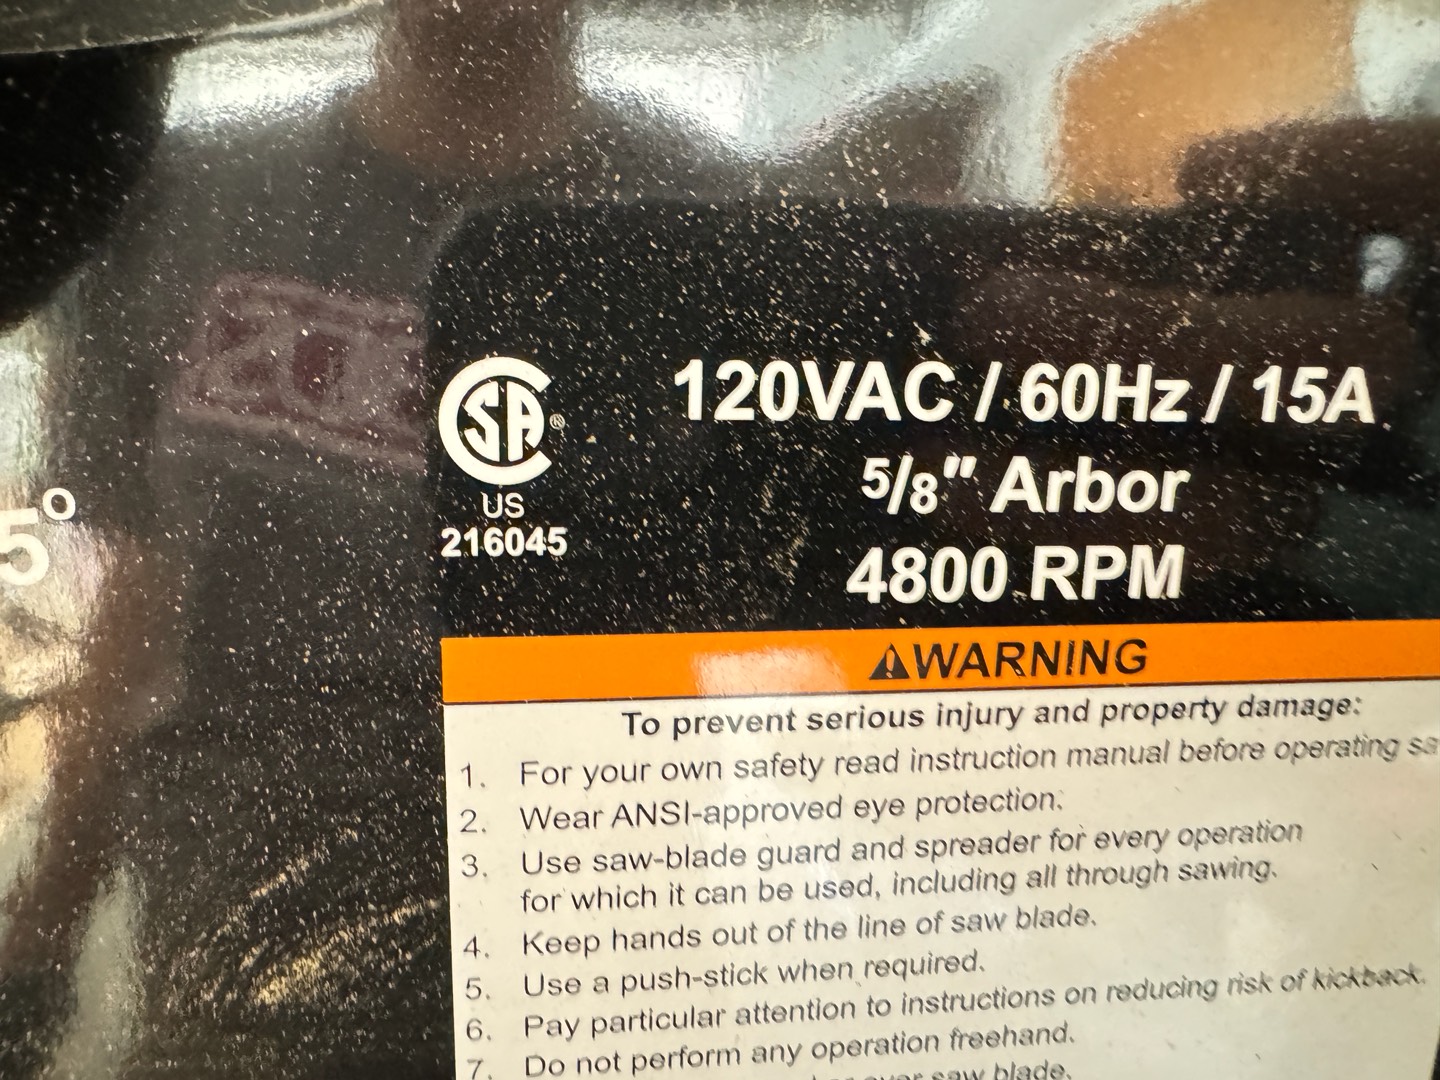 5°
CSA®
US
216045
120VAC / 60Hz / 15A
5/8" Arbor
4800 RPM
⚠WARNING
To prevent serious injury and property damage:
1. For your own safety read instruction manual before operating
2. Wear ANSI-approved eye protection.
3. Use saw-blade guard and spreader for every operation
for which it can be used, including all through sawing.
4. Keep hands out of the line of saw blade.
5. Use a push-stick when required.
6. Pay particular attention to instructions on reducing risk of kickback.
7. Do not perform any operation freehand.
over saw blade.